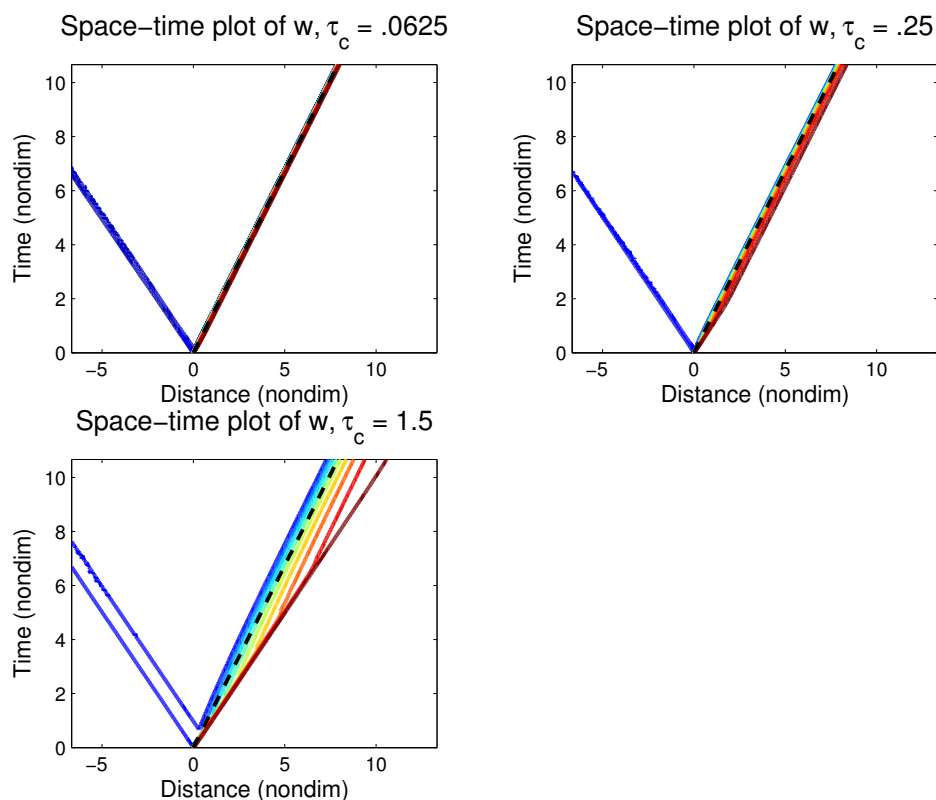 Space−time plot of w, τc = .0625
Time (nondim)
10
8
6
4
2
0
−5 0 5 10
Distance (nondim)
Space−time plot of w, τc = .25
Time (nondim)
10
8
6
4
2
0
−5 0 5 10
Distance (nondim)
Space−time plot of w, τc = 1.5
Time (nondim)
10
8
6
4
2
0
−5 0 5 10
Distance (nondim)